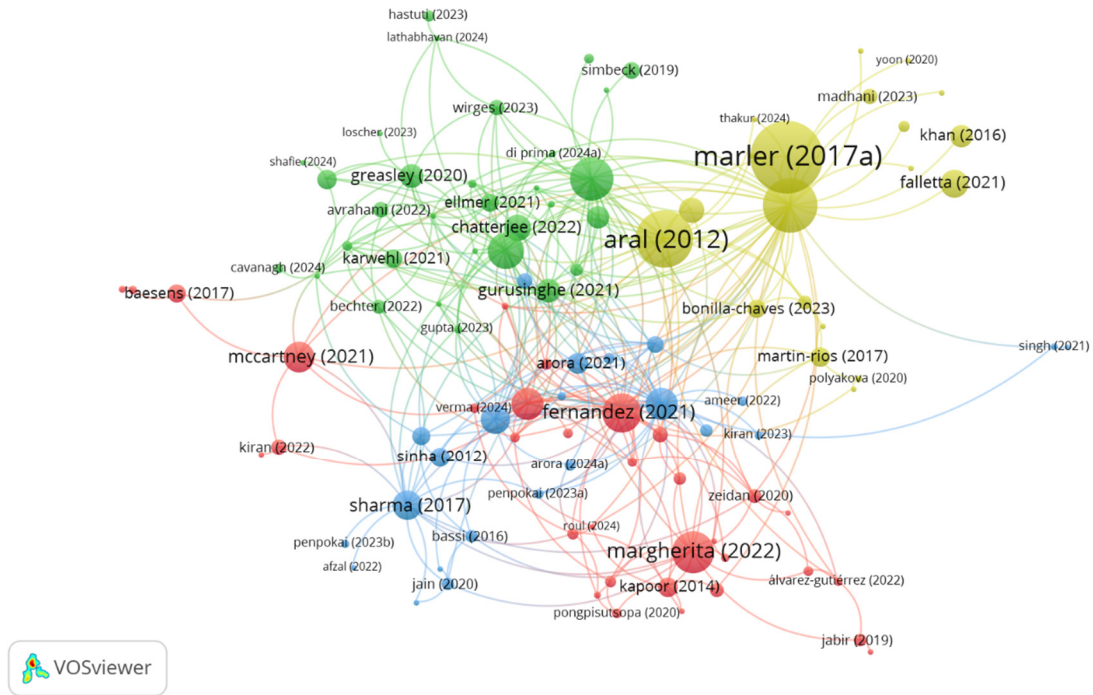 hastuti (2023)
lathabhavan (2024)
simbeck (2019)
yoon (2020)
madhani (2023)
wirges (2023)
thakur (2024)
loscher (2023)
khan (2016)
di prima (2024a)
marler (2017a)
shafie (2024)
greasley (2020)
falletta (2021)
ellmer (2021)
avrahami (2022)
chatterjee (2022)
aral (2012)
karwehl (2021)
cavanagh (2024)
baesens (2017)
gurusinghe (2021)
bechter (2022)
bonilla-chaves (2023)
gupta (2023)
singh (2021)
mccartney (2021)
arora (2021)
martin-rios (2017)
polyakova (2020)
ameer (2022)
verma (2024)
fernandez (2021)
kiran (2023)
kiran (2022)
sinha (2012)
arora (2024a)
penpokai (2023a)
zeidan (2020)
sharma (2017)
roul (2024)
bassi (2016)
penpokai (2023b)
margherita (2022)
afzal (2022)
jain (2020)
kapoor (2014)
álvarez-gutiérrez (2022)
pongpisutsopa (2020)
jabir (2019)
VOSviewer